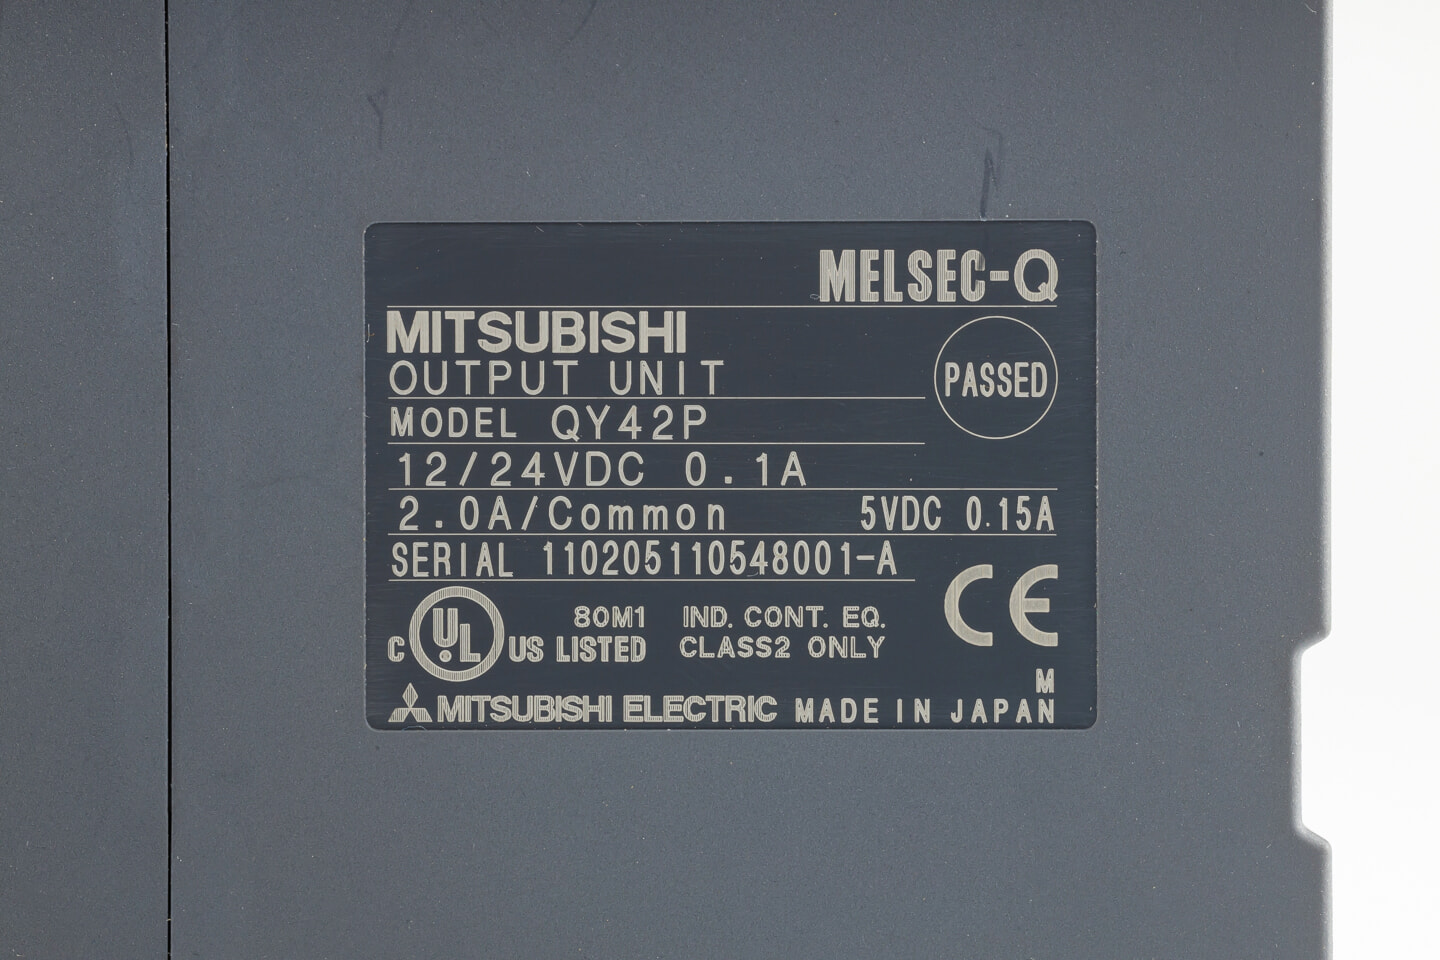 MELSEC-Q
MITSUBISHI
OUTPUT UNIT
PASSED
MODEL QY42P
12/24VDC 0.1A
2.0A/Common 5VDC 0.15A
SERIAL 110205110548001-A
CE
C UL US LISTED 80M1 IND. CONT. EQ.
CLASS2 ONLY
M
MITSUBISHI ELECTRIC MADE IN JAPAN